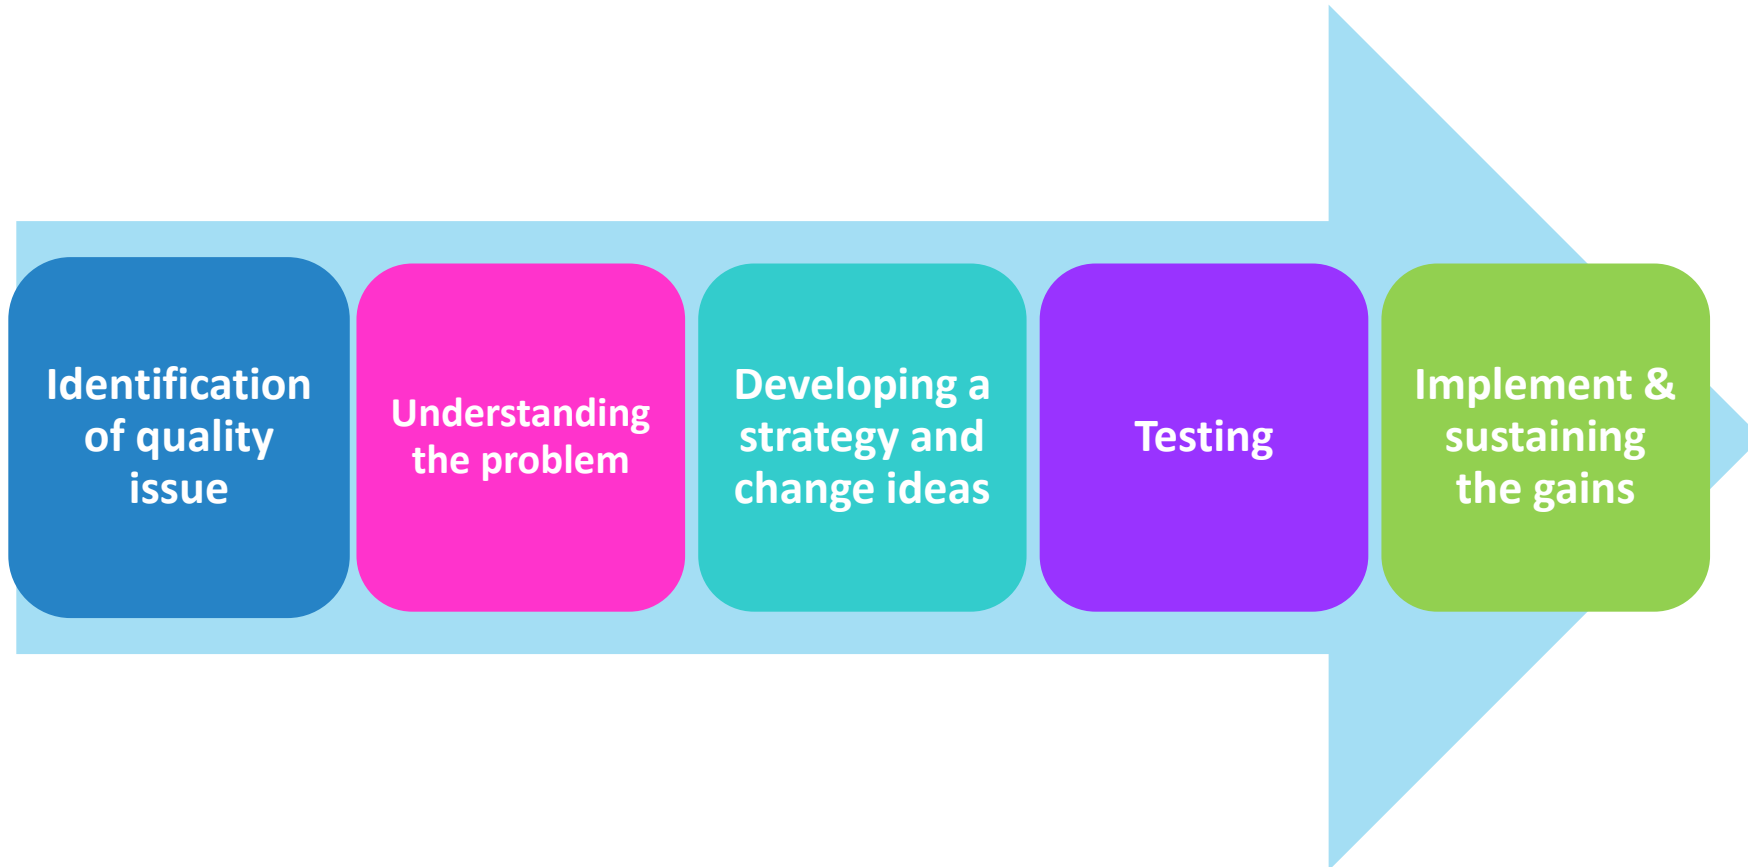 Identification
of quality
issue
Understanding
the problem
Developing a
strategy and
change ideas
Testing
Implement &
sustaining
the gains